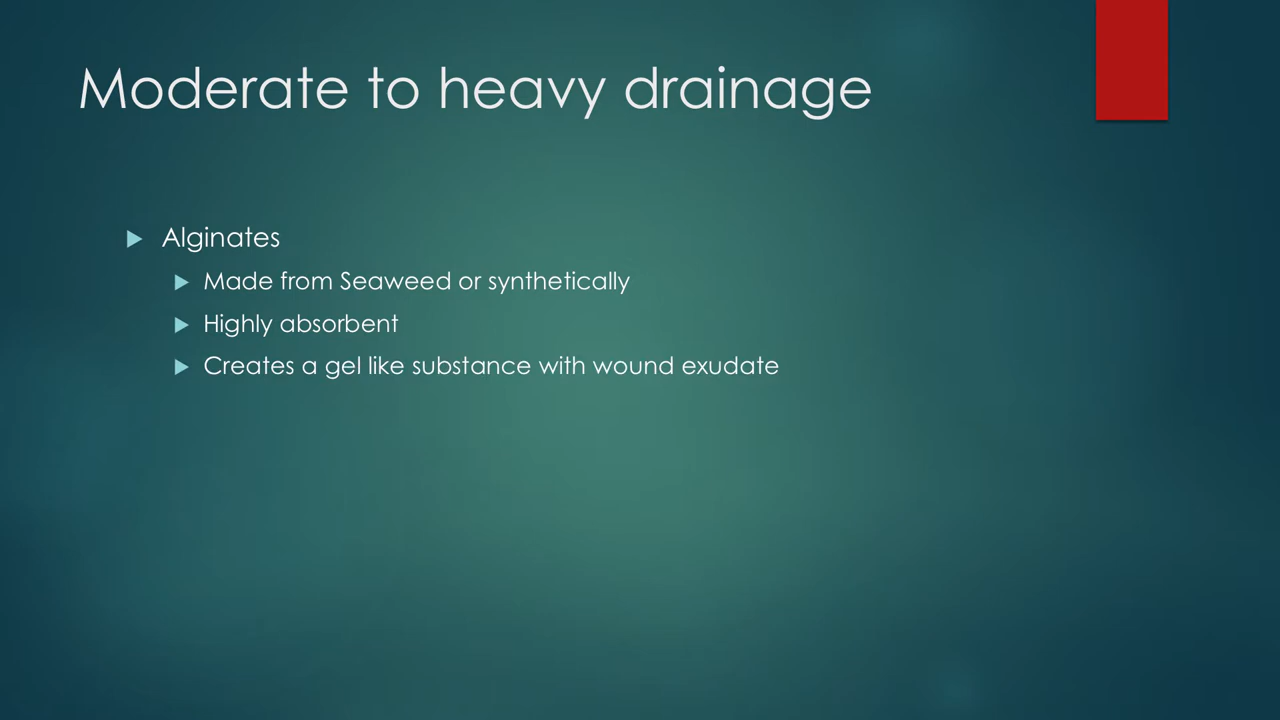 Moderate to heavy drainage
Alginates
Made from Seaweed or synthetically
Highly absorbent
Creates a gel like substance with wound exudate